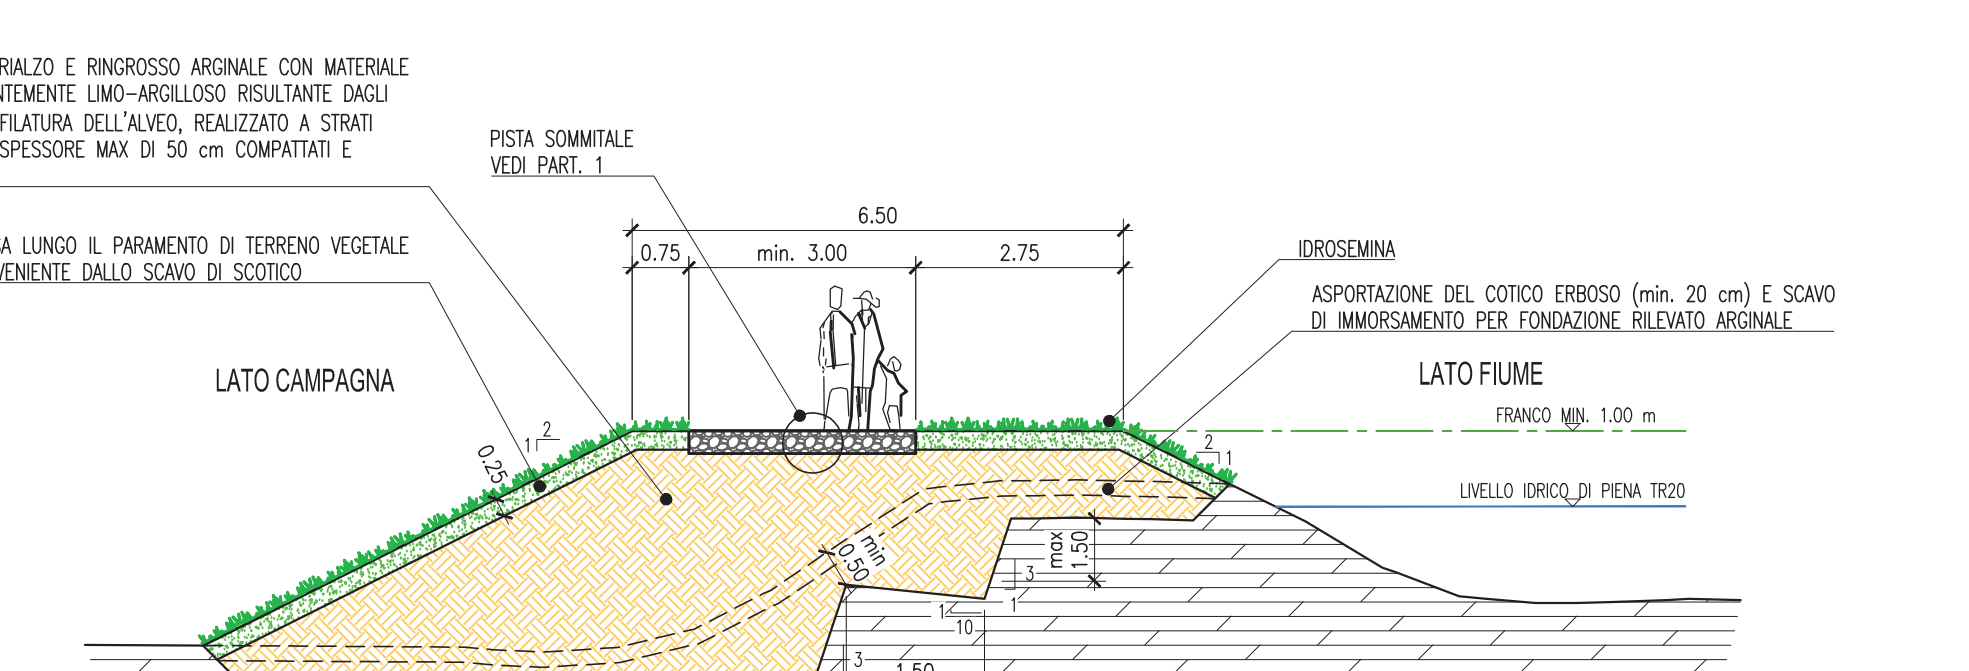 RIALZO E RINGROSSO ARGINALE CON MATERIALE
LIMO-ARGILLOSO RISULTANTE DAGLI
DELL'ALVEO, REALIZZATO A STRATI
SPESSORE MAX DI 50 cm COMPATTATI E
LUNGO IL PARAMENTO DI TERRENO VEGETALE
DALLO SCAVO DI SCOTICO
PISTA SOMMITALE
VEDI PART. 1
6.50
0.75
min. 3.00
2.75
IDROSEMINA
ASPORTAZIONE DEL COTICO ERBOSO (min. 20 cm) E SCAVO
DI IMMORSAMENTO PER FONDAZIONE RILEVATO ARGINALE
LATO CAMPAGNA
LATO FIUME
FRANCO MIN. 1.00 m
2
1
0.25
2
1
LIVELLO IDRICO DI PIENA TR20
min
0.50
max
1.50
3
1
1
10
3
1.50